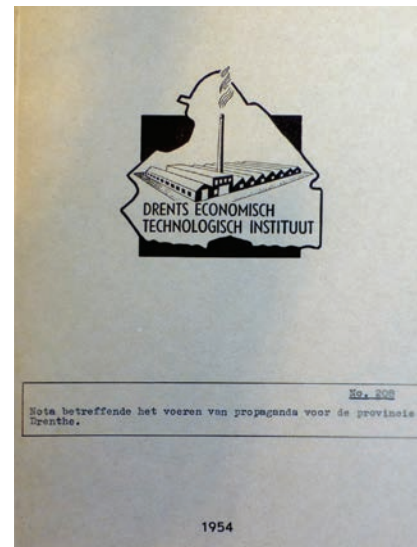 DRENTS ECONOMISCH
TECHNOLOGISCH INSTITUUT
No. 208
Nota betreffende het voeren van propaganda voor de provincie
Drenthe.
1954